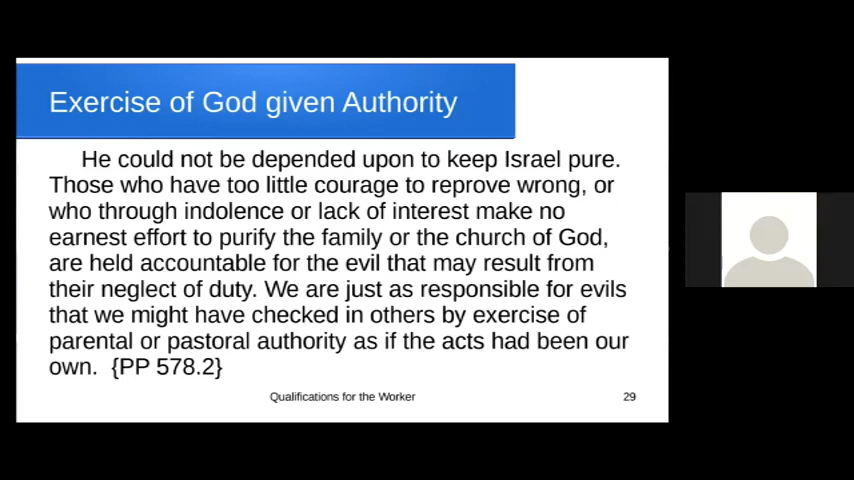 Exercise of God given Authority
He could not be depended upon to keep Israel pure.
Those who have too little courage to reprove wrong, or
who through indolence or lack of interest make no
earnest effort to purify the family or the church of God,
are held accountable for the evil that may result from
their neglect of duty. We are just as responsible for evils
that we might have checked in others by exercise of
parental or pastoral authority as if the acts had been our
own. {PP 578.2}
Qualifications for the Worker 29